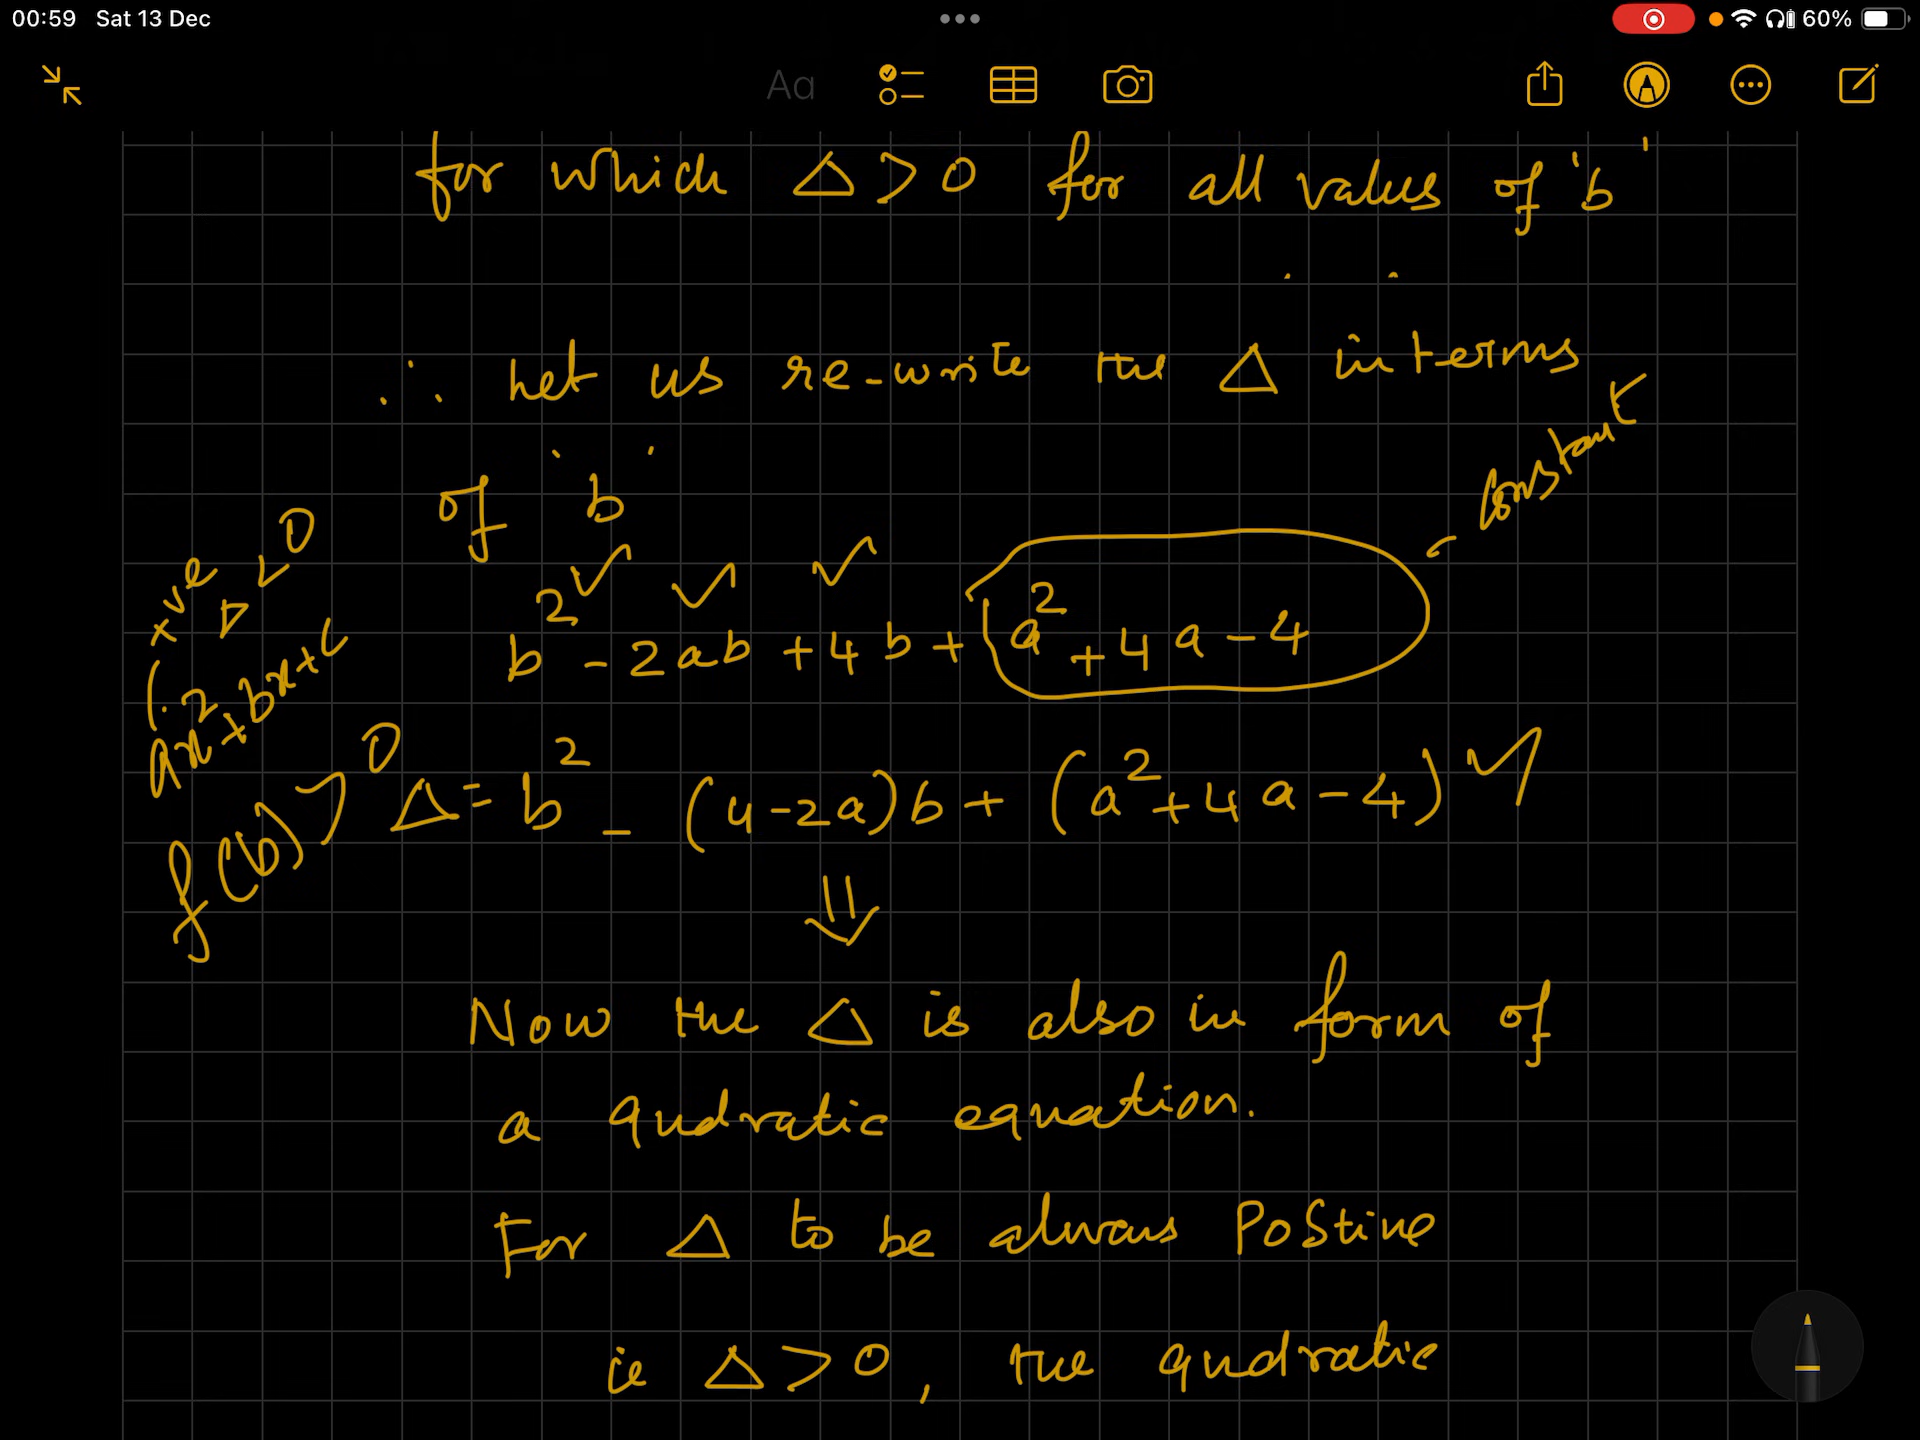 00:59 Sat 13 Dec
60%
Aa
for which Δ > 0 for all values of 'b'
∴ Let us re-write the Δ in terms
of 'b'
constant
b² - 2ab + 4b + (a² + 4a - 4
+ve Δ < 0
ax² + bx + c
f(b) > 0
Δ = b² - (4-2a)b + (a² + 4a - 4)
⇓
Now the Δ is also in form of
a qudratic equation.
For Δ to be always Postive
ie Δ > 0, the qudratic